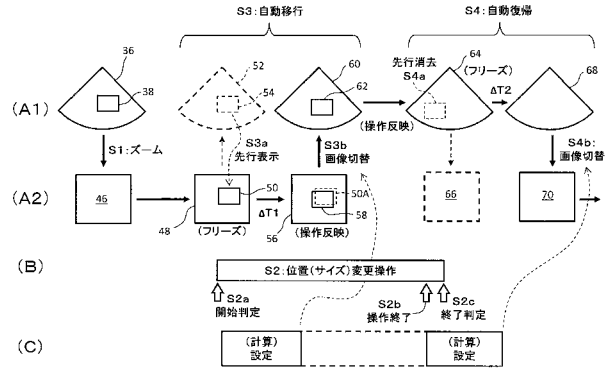 S3:自動移行
S4:自動復帰
36
38
52
54
60
62
先行消去
S4a
64
(フリーズ)
ΔT2
68
(A1)
S1:ズーム
S3a
先行表示
S3b
画像切替
(操作反映)
S4b:
画像切替
(A2)
46
50
48
(フリーズ)
ΔT1
50A
58
56
(操作反映)
66
70
(B)
S2:位置(サイズ)変更操作
S2a
開始判定
S2b
操作終了
S2c
終了判定
(C)
(計算)
設定
(計算)
設定